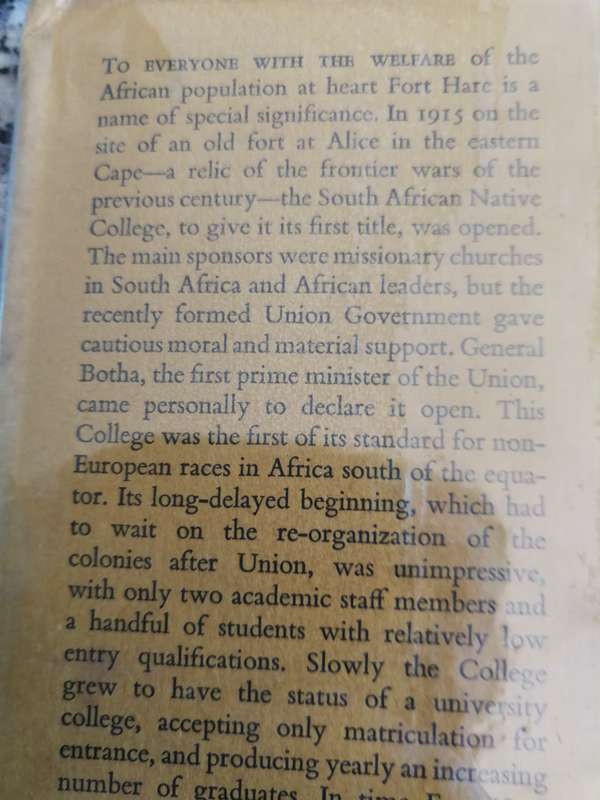 TO EVERYONE WITH THE WELFARE of the
African population at heart Fort Hare is a
name of special significance. In 1915 on the
site of an old fort at Alice in the eastern
Cape—a relic of the frontier wars of the
previous century—the South African Native
College, to give it its first title, was opened.
The main sponsors were missionary churches
in South Africa and African leaders, but the
recently formed Union Government gave
cautious moral and material support. General
Botha, the first prime minister of the Union,
came personally to declare it open. This
College was the first of its standard for non-
European races in Africa south of the equa-
tor. Its long-delayed beginning, which had
to wait on the re-organization of the
colonies after Union, was unimpressive,
with only two academic staff members and
a handful of students with relatively low
entry qualifications. Slowly the College
grew to have the status of a university
college, accepting only matriculation for
entrance, and producing yearly an increasing
number of graduates. In time